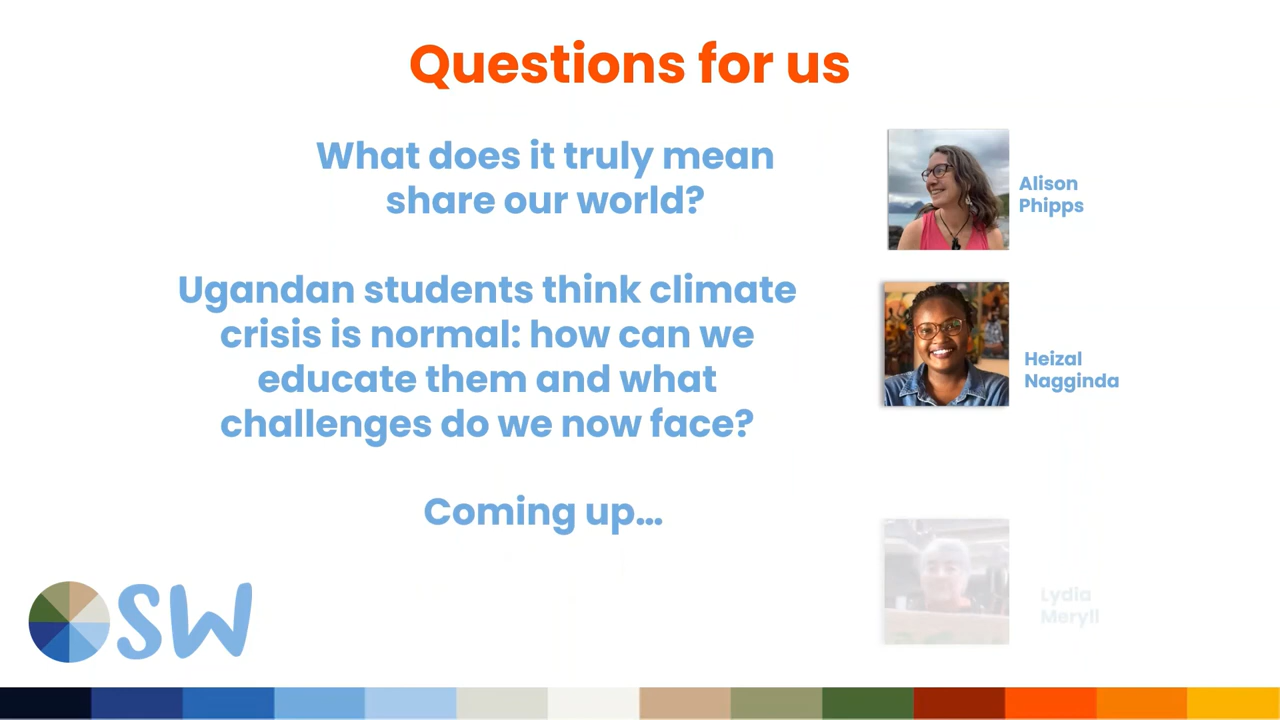 Questions for us
What does it truly mean
share our world?
Alison
Phipps
Ugandan students think climate
crisis is normal: how can we
educate them and what
challenges do we now face?
Heizal
Nagginda
Coming up...
Lydia
Meryll
SW